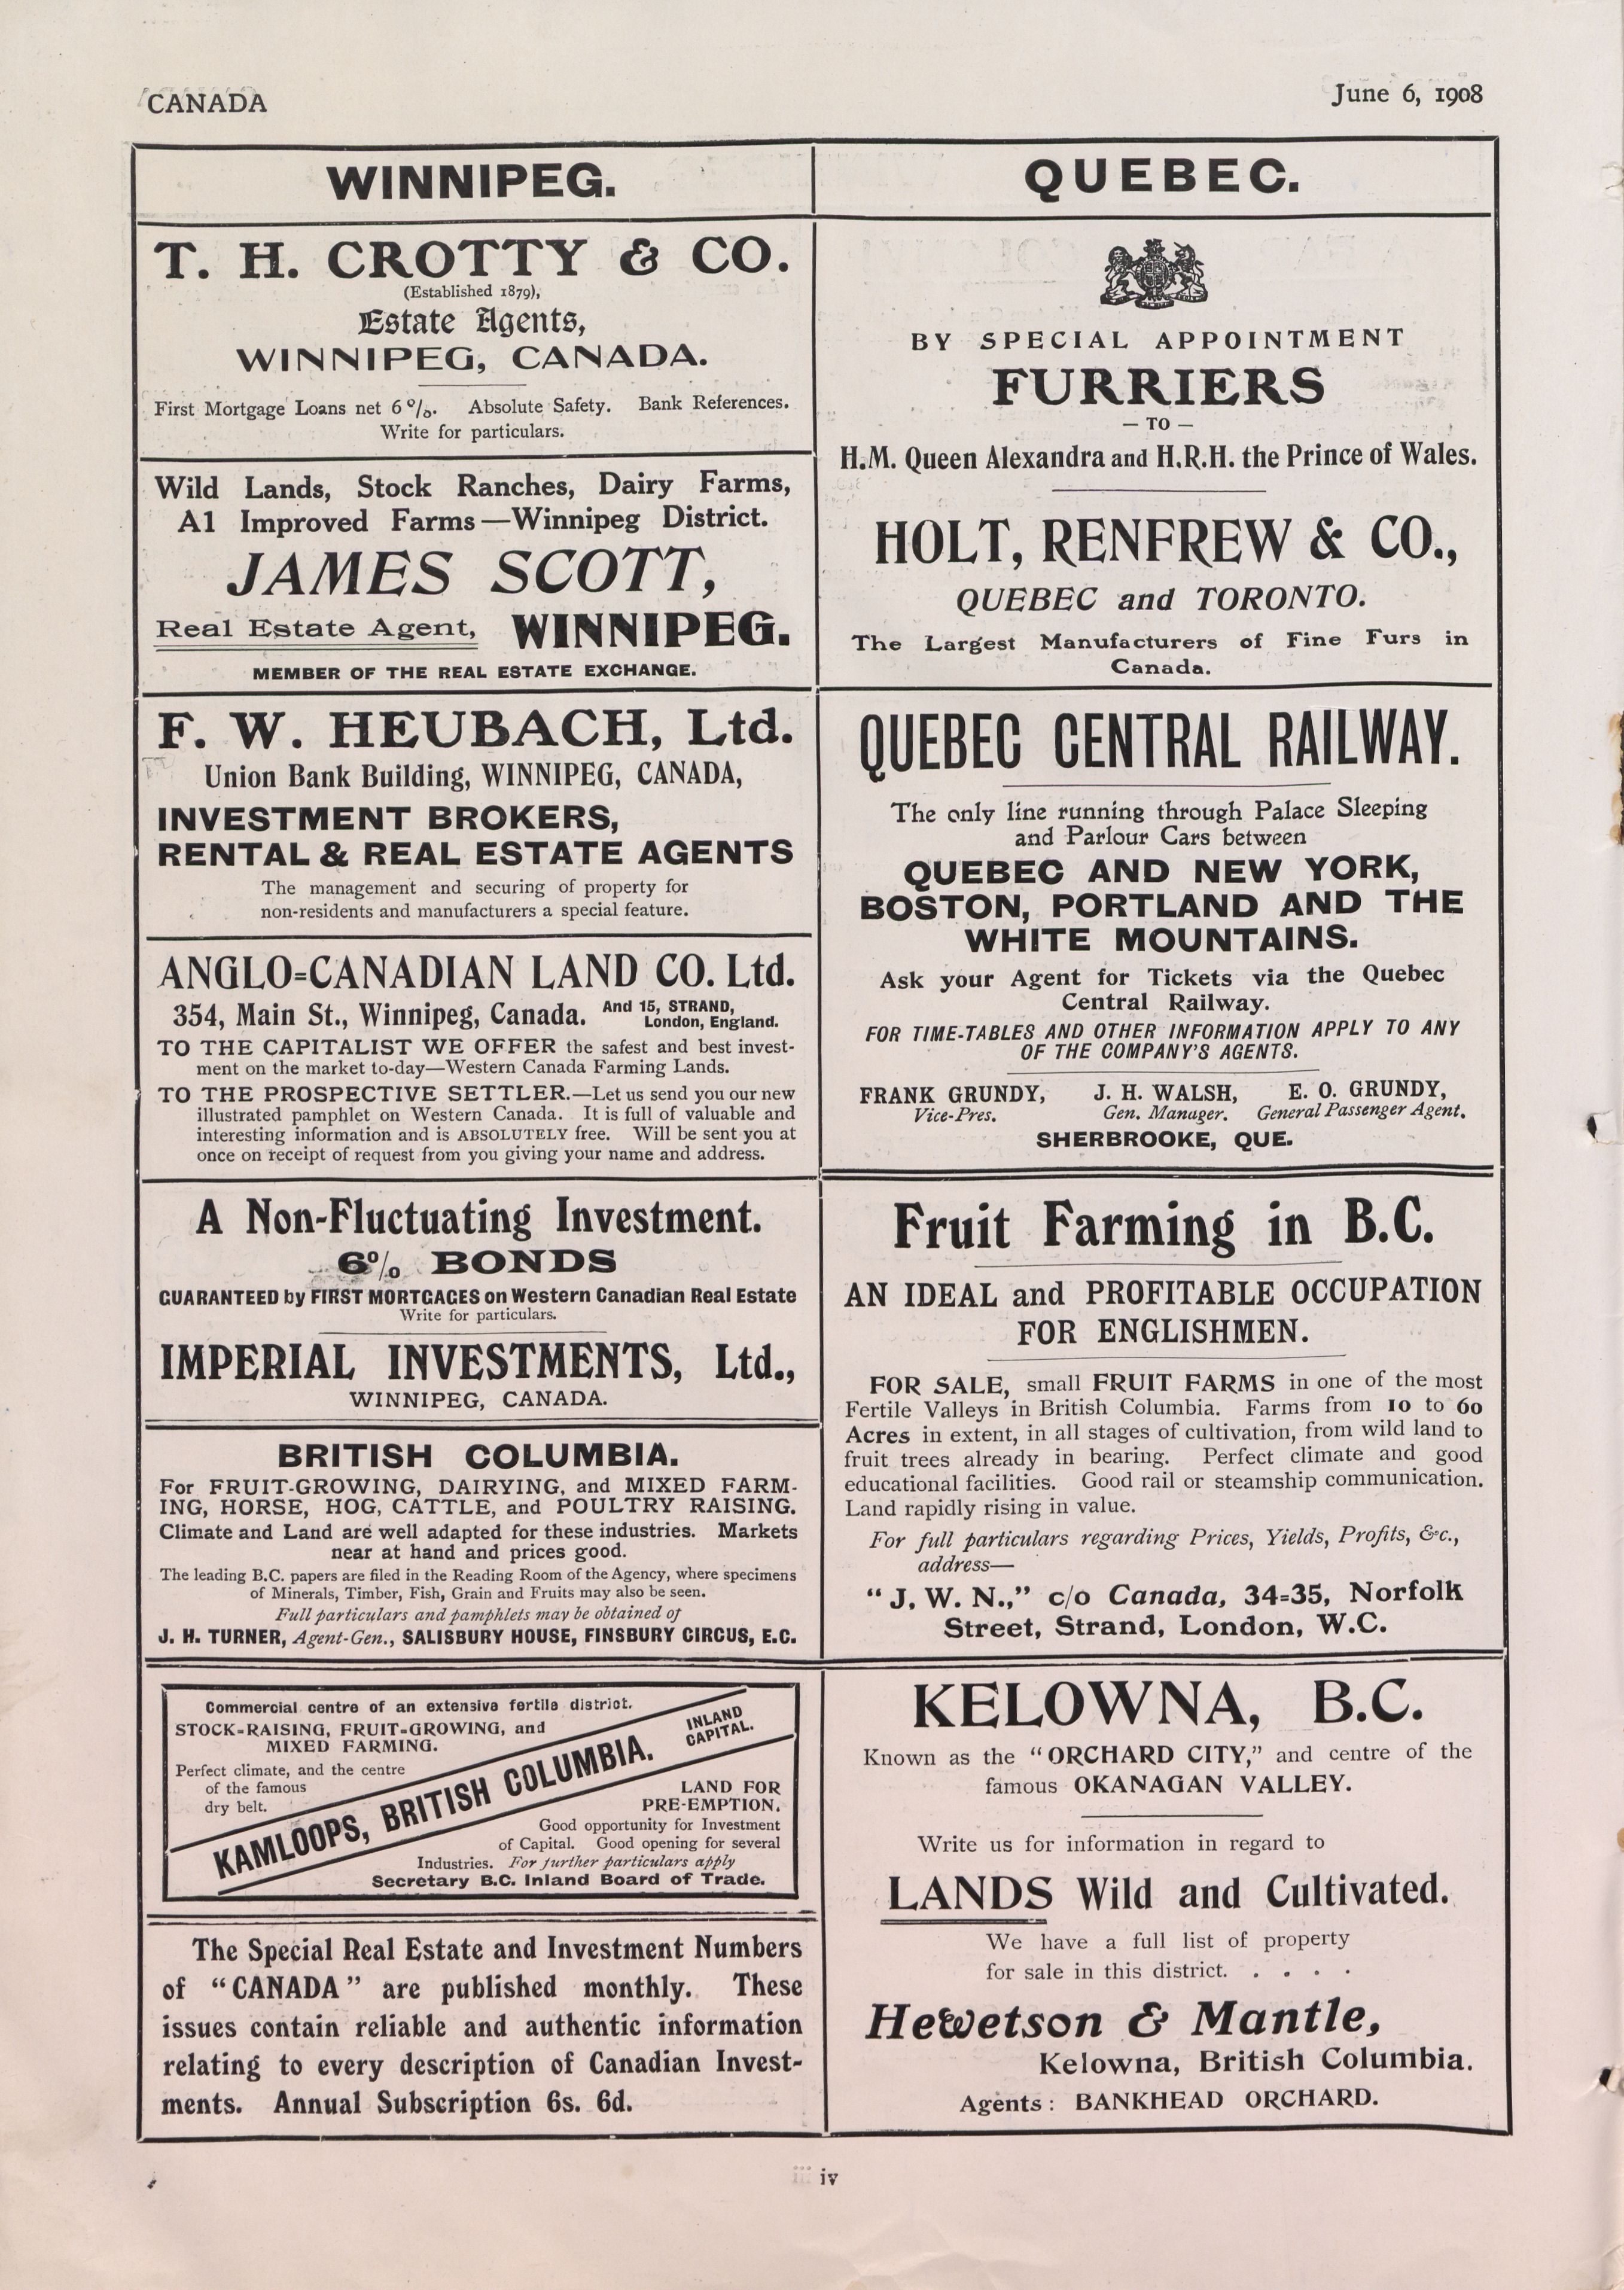 CANADA
June 6, 1908
WINNIPEG.
T. H. CROTTY & CO.
(Established 1879),
Estate Agents,
WINNIPEG, CANADA.
First Mortgage Loans net 6%. Absolute Safety. Bank References.
Write for particulars.
Wild Lands, Stock Ranches, Dairy Farms,
A1 Improved Farms—Winnipeg District.
JAMES SCOTT,
Real Estate Agent, WINNIPEG.
MEMBER OF THE REAL ESTATE EXCHANGE.
F. W. HEUBACH, Ltd.
Union Bank Building, WINNIPEG, CANADA,
INVESTMENT BROKERS,
RENTAL & REAL ESTATE AGENTS
The management and securing of property for
non-residents and manufacturers a special feature.
ANGLO-CANADIAN LAND CO. Ltd.
354, Main St., Winnipeg, Canada. And 15, STRAND,
London, England.
TO THE CAPITALIST WE OFFER the safest and best invest-
ment on the market to-day—Western Canada Farming Lands.
TO THE PROSPECTIVE SETTLER.—Let us send you our new
illustrated pamphlet on Western Canada. It is full of valuable and
interesting information and is ABSOLUTELY free. Will be sent you at
once on receipt of request from you giving your name and address.
A Non-Fluctuating Investment.
6% BONDS
GUARANTEED by FIRST MORTGAGES on Western Canadian Real Estate
Write for particulars.
IMPERIAL INVESTMENTS, Ltd.,
WINNIPEG, CANADA.
BRITISH COLUMBIA.
For FRUIT-GROWING, DAIRYING, and MIXED FARM-
ING, HORSE, HOG, CATTLE, and POULTRY RAISING.
Climate and Land are well adapted for these industries. Markets
near at hand and prices good.
The leading B.C. papers are filed in the Reading Room of the Agency, where specimens
of Minerals, Timber, Fish, Grain and Fruits may also be seen.
Full particulars and pamphlets may be obtained of
J. H. TURNER, Agent-Gen., SALISBURY HOUSE, FINSBURY CIRCUS, E.C.
Commercial centre of an extensive fertile district.
STOCK-RAISING, FRUIT-GROWING, and
MIXED FARMING.
Perfect climate, and the centre
of the famous
dry belt.
KAMLOOPS, BRITISH COLUMBIA.
INLAND
CAPITAL.
LAND FOR
PRE-EMPTION.
Good opportunity for Investment
of Capital. Good opening for several
Industries. For further particulars apply
Secretary B.C. Inland Board of Trade.
The Special Real Estate and Investment Numbers
of "CANADA" are published monthly. These
issues contain reliable and authentic information
relating to every description of Canadian Invest-
ments. Annual Subscription 6s. 6d.
QUEBEC.
BY SPECIAL APPOINTMENT
FURRIERS
— TO —
H.M. Queen Alexandra and H.R.H. the Prince of Wales.
HOLT, RENFREW & CO.,
QUEBEC and TORONTO.
The Largest Manufacturers of Fine Furs in
Canada.
QUEBEC CENTRAL RAILWAY.
The only line running through Palace Sleeping
and Parlour Cars between
QUEBEC AND NEW YORK,
BOSTON, PORTLAND AND THE
WHITE MOUNTAINS.
Ask your Agent for Tickets via the Quebec
Central Railway.
FOR TIME-TABLES AND OTHER INFORMATION APPLY TO ANY
OF THE COMPANY'S AGENTS.
FRANK GRUNDY, J. H. WALSH, E. O. GRUNDY,
Vice-Pres. Gen. Manager. General Passenger Agent.
SHERBROOKE, QUE.
Fruit Farming in B.C.
AN IDEAL and PROFITABLE OCCUPATION
FOR ENGLISHMEN.
FOR SALE, small FRUIT FARMS in one of the most
Fertile Valleys in British Columbia. Farms from 10 to 60
Acres in extent, in all stages of cultivation, from wild land to
fruit trees already in bearing. Perfect climate and good
educational facilities. Good rail or steamship communication.
Land rapidly rising in value.
For full particulars regarding Prices, Yields, Profits, &c.,
address—
"J. W. N.," c/o Canada, 34-35, Norfolk
Street, Strand, London, W.C.
KELOWNA, B.C.
Known as the "ORCHARD CITY," and centre of the
famous OKANAGAN VALLEY.
Write us for information in regard to
LANDS Wild and Cultivated.
We have a full list of property
for sale in this district. . . . .
Hewetson & Mantle,
Kelowna, British Columbia.
Agents: BANKHEAD ORCHARD.
iv